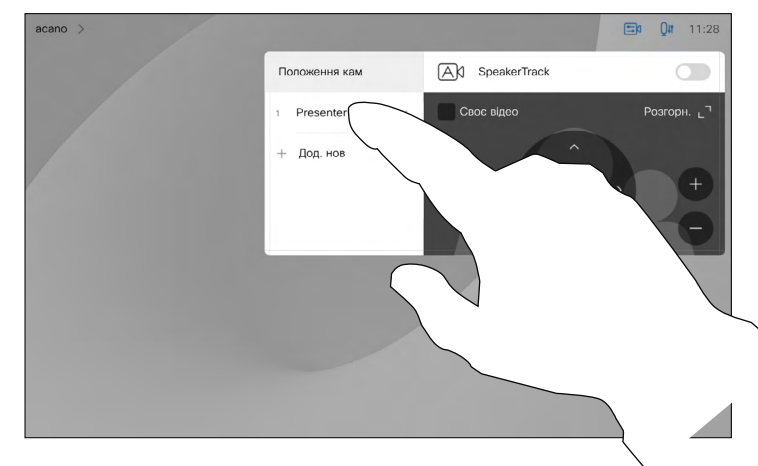 acano >
11:28
Положення кам
SpeakerTrack
1 Presenter
Своє відео
Розгорн.
+ Дод. нов